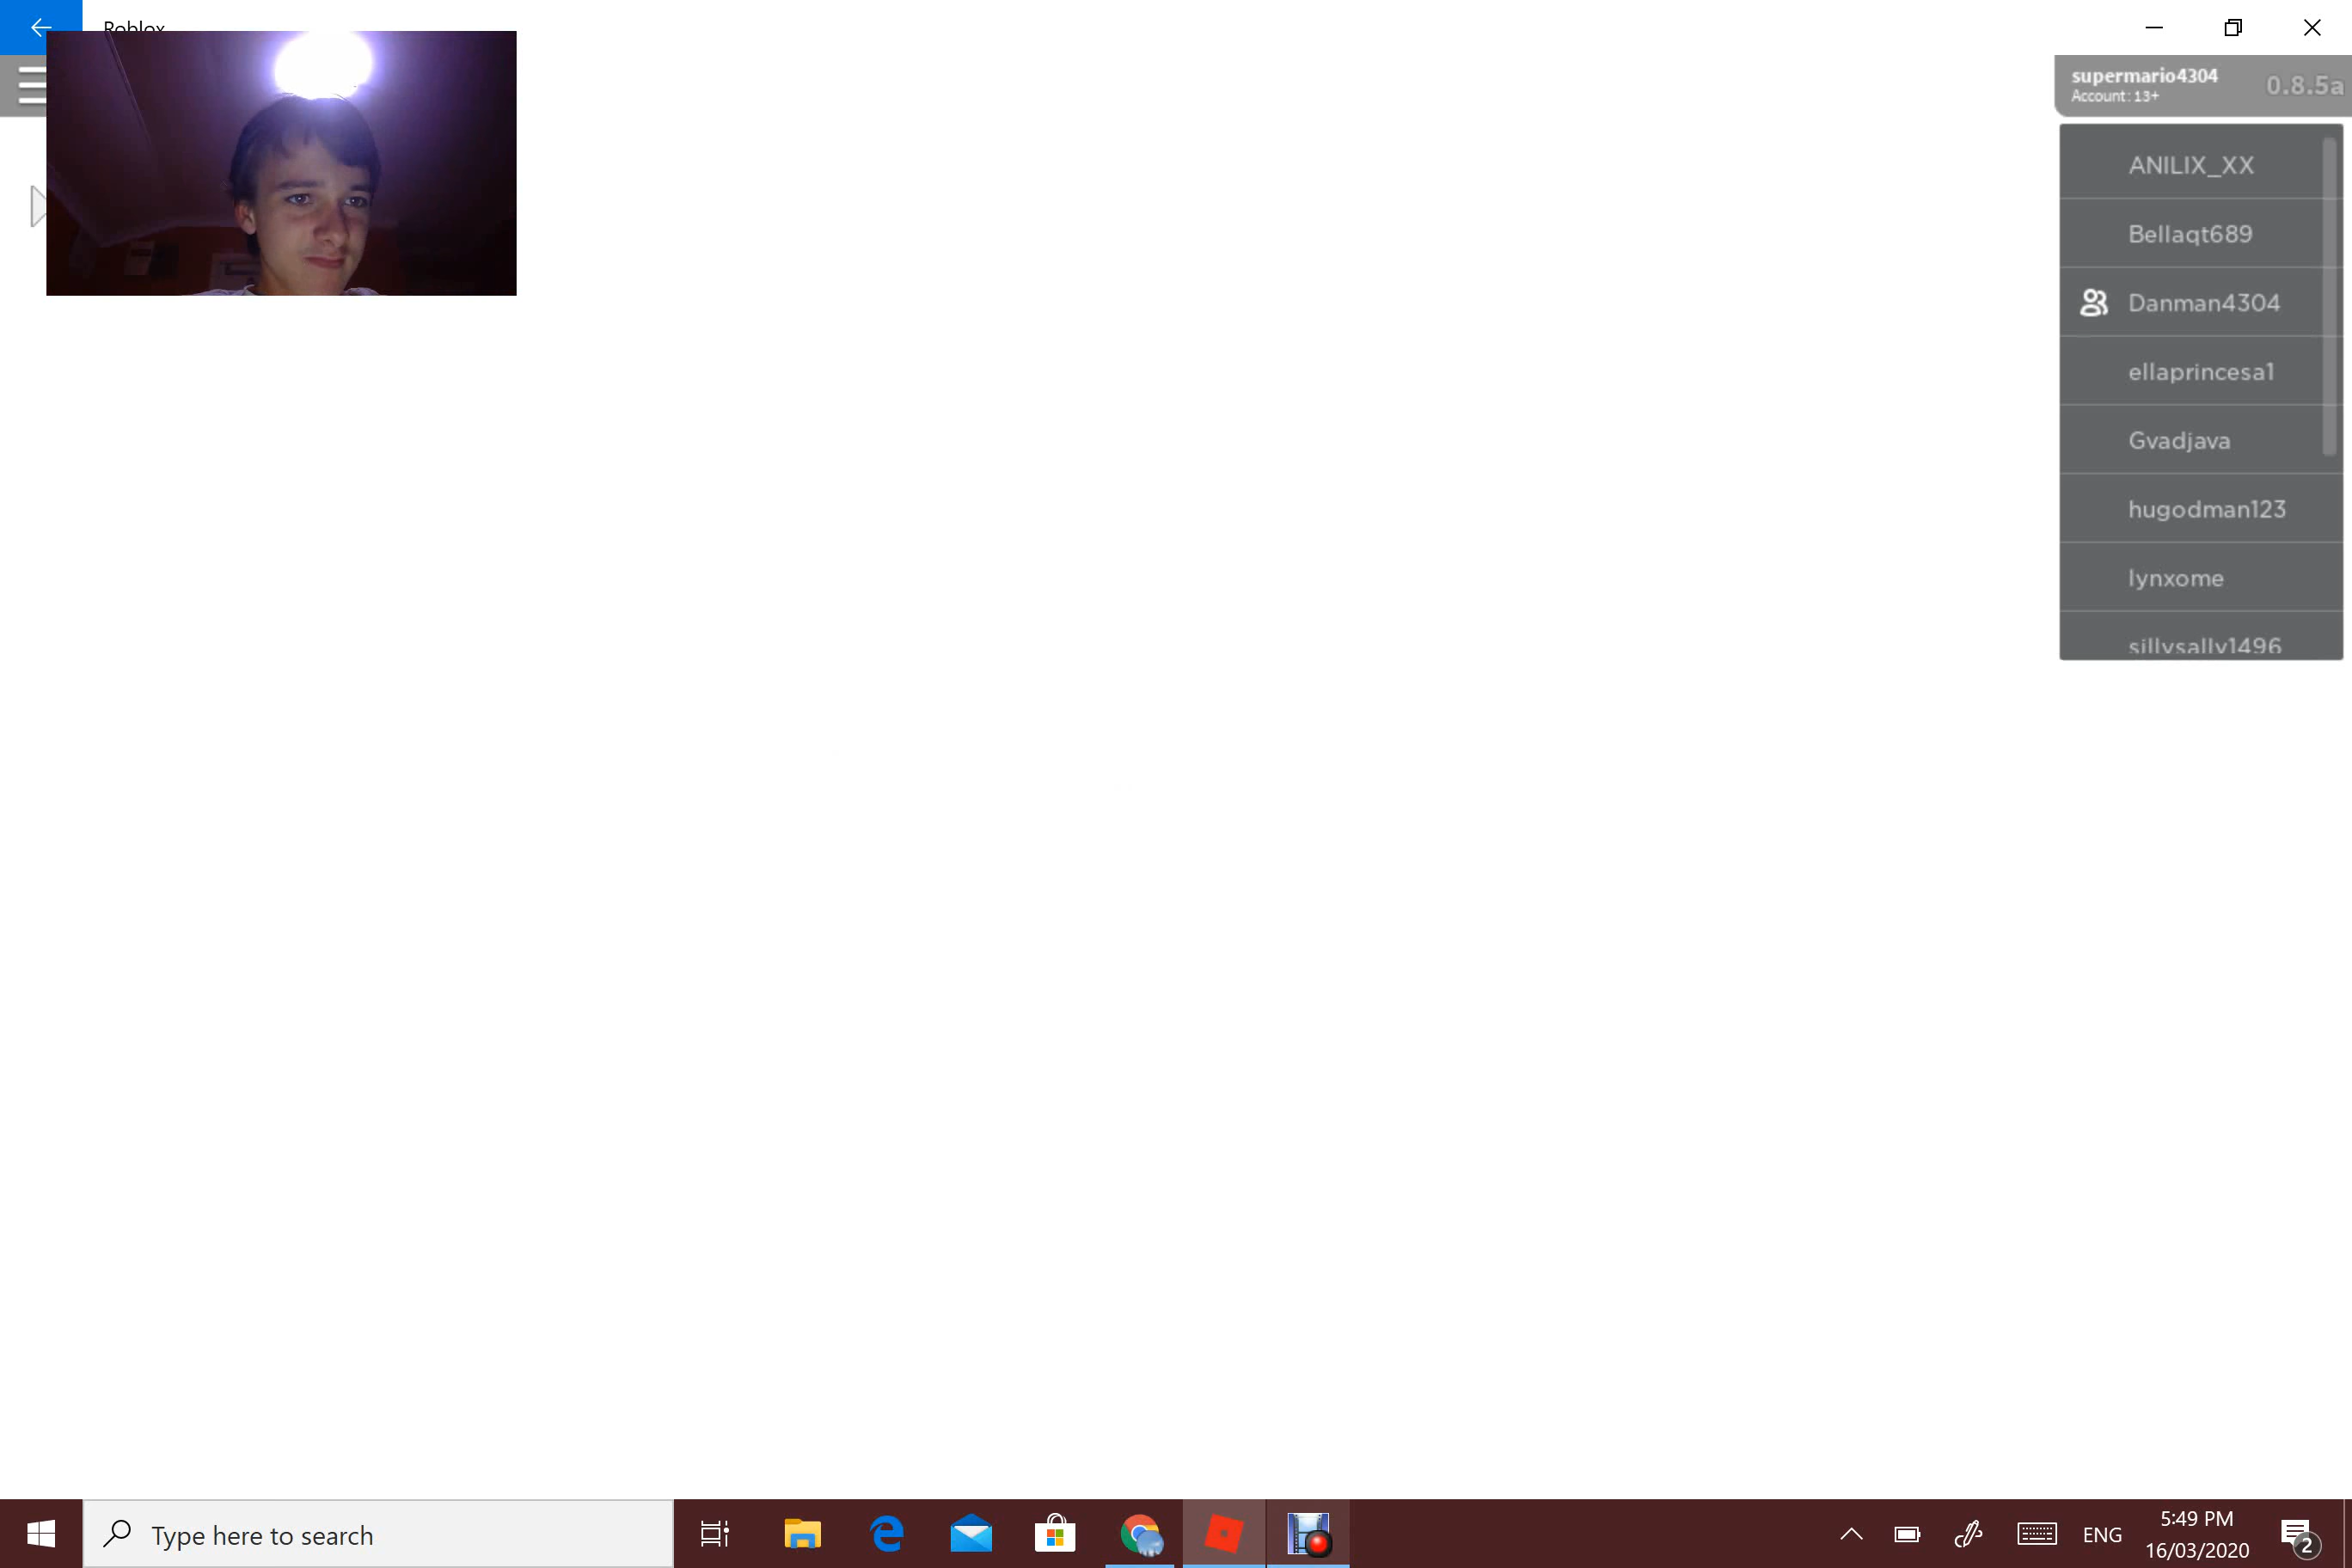 Roblox
supermario4304
Account: 13+
0.8.5a
ANILIX_XX
Bellaqt689
Danman4304
ellaprincesa1
Gvadjava
hugodman123
lynxome
sillysally1496
Type here to search
ENG
5:49 PM
16/03/2020
2